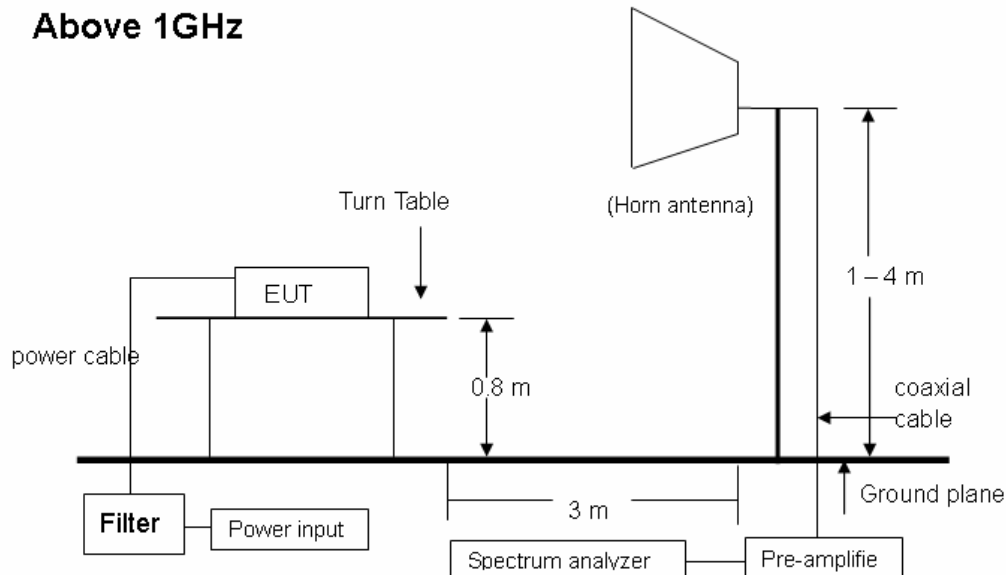 Above 1GHz
Turn Table
(Horn antenna)
EUT
1 – 4 m
power cable
0.8 m
coaxial
cable
Filter
Power input
3 m
Ground plane
Spectrum analyzer
Pre-amplifie